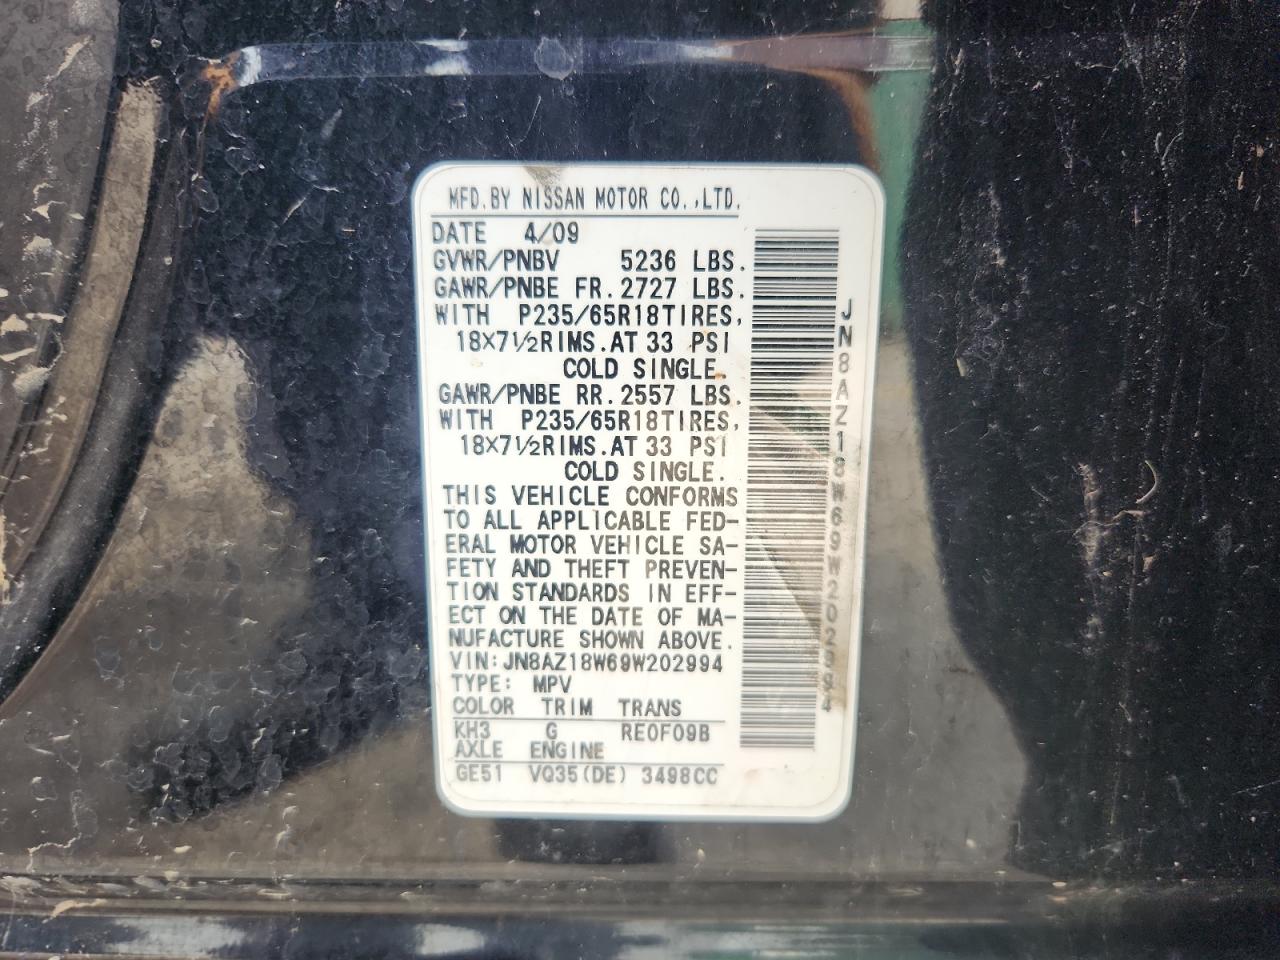 MFD.BY NISSAN MOTOR CO.,LTD.
DATE 4/09
GVWR/PNBV 5236 LBS.
GAWR/PNBE FR. 2727 LBS.
WITH P235/65R18TIRES,
18X7½RIMS.AT 33 PSI
COLD SINGLE.
GAWR/PNBE RR. 2557 LBS.
WITH P235/65R18TIRES,
18X7½RIMS.AT 33 PSI
COLD SINGLE.
THIS VEHICLE CONFORMS
TO ALL APPLICABLE FED-
ERAL MOTOR VEHICLE SA-
FETY AND THEFT PREVEN-
TION STANDARDS IN EFF-
ECT ON THE DATE OF MA-
NUFACTURE SHOWN ABOVE.
VIN:JN8AZ18W69W202994
TYPE: MPV
COLOR TRIM TRANS
KH3 G RE0F09B
AXLE ENGINE
GE51 VQ35(DE) 3498CC
JN8AZ18W69W202994